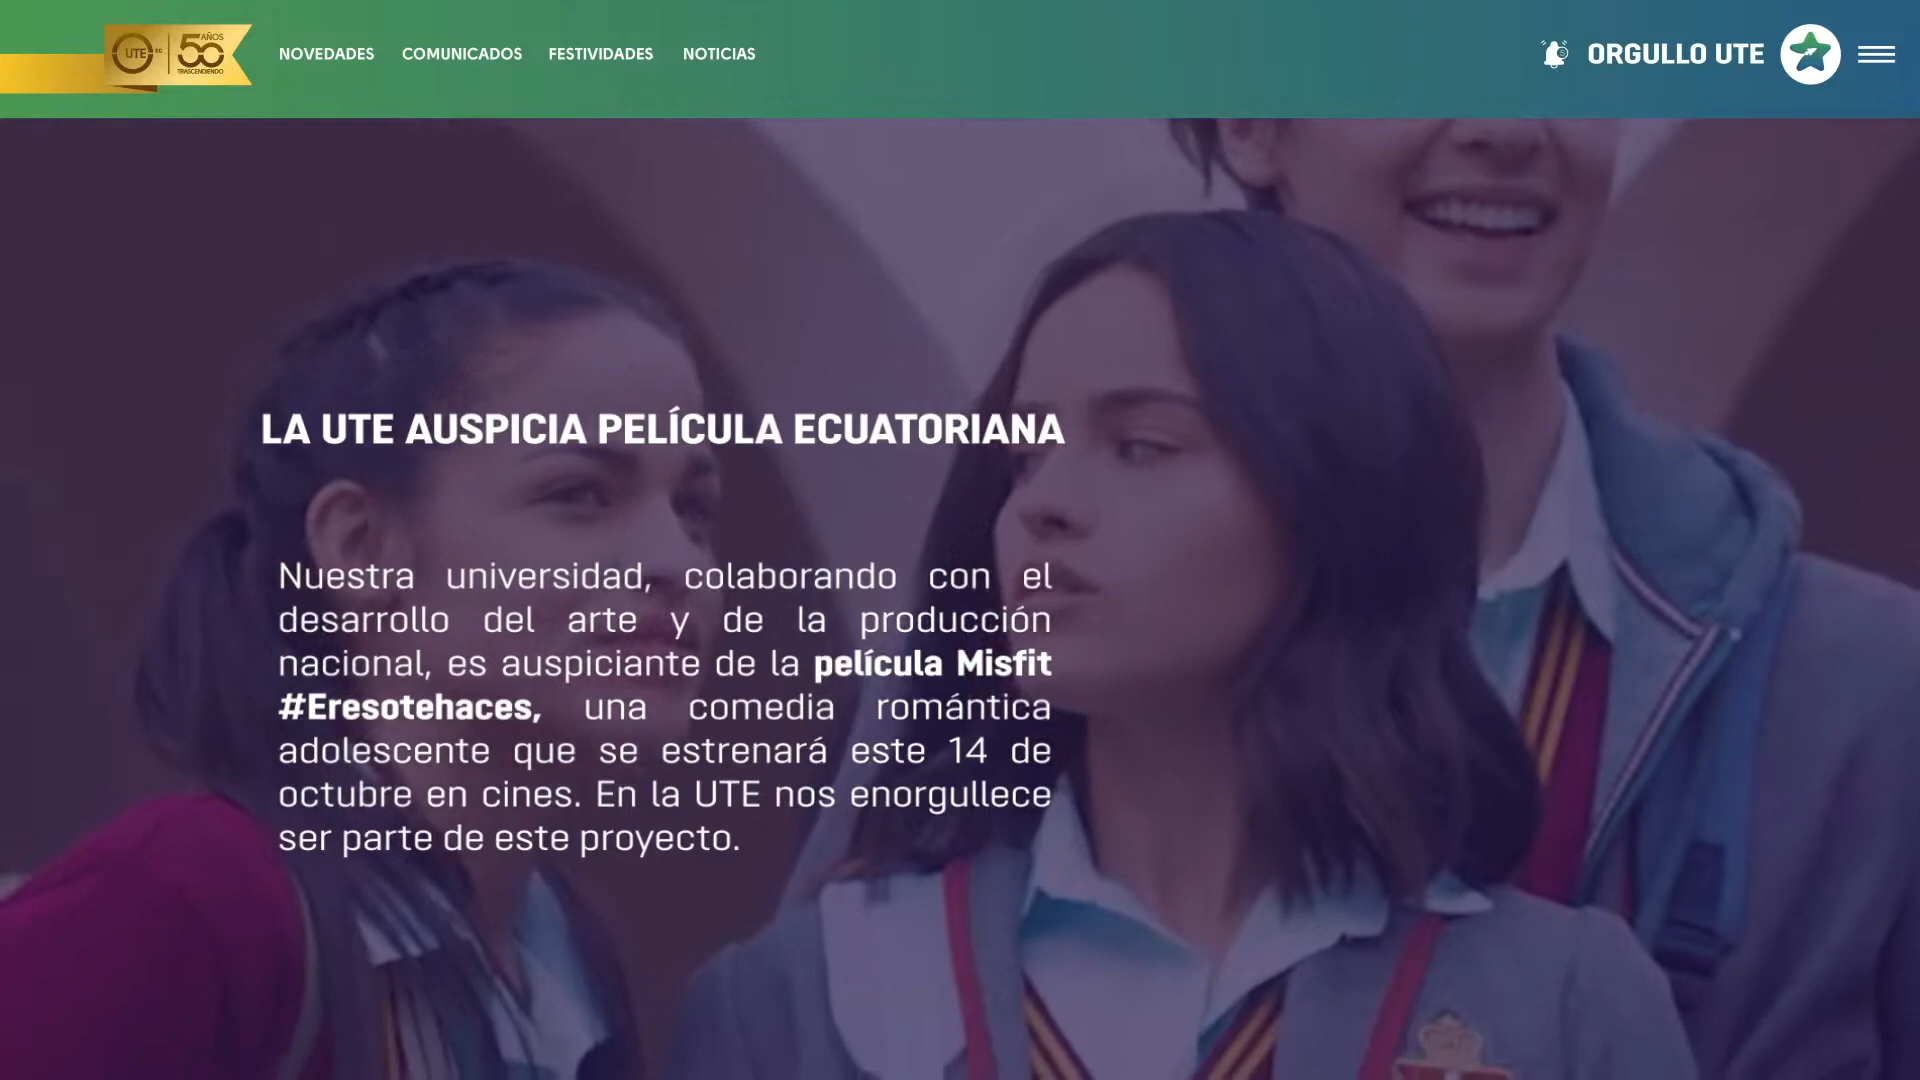 UTE EC
50 AÑOS
TRASCENDIENDO
NOVEDADES COMUNICADOS FESTIVIDADES NOTICIAS
ORGULLO UTE
LA UTE AUSPICIA PELÍCULA ECUATORIANA
Nuestra universidad, colaborando con el
desarrollo del arte y de la producción
nacional, es auspiciante de la película Misfit
#Eresotehaces, una comedia romántica
adolescente que se estrenará este 14 de
octubre en cines. En la UTE nos enorgullece
ser parte de este proyecto.